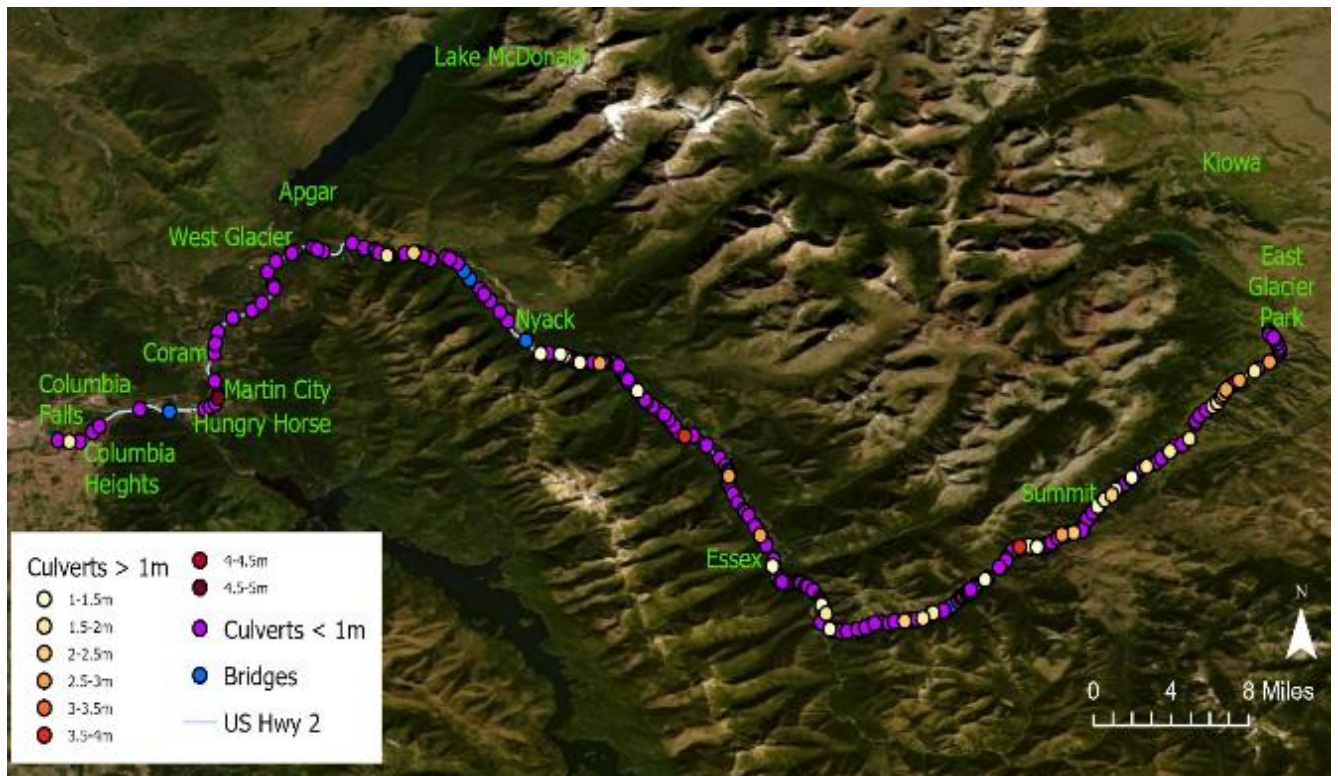 Lake McDonald
Kiowa
Apgar
West Glacier
East
Glacier
Park
Nyack
Coram
Columbia
Falls
Martin City
Hungry Horse
Columbia
Heights
Summit
Essex
Culverts > 1m
1-1.5m
1.5-2m
2-2.5m
2.5-3m
3-3.5m
3.5-4m
4-4.5m
4.5-5m
Culverts < 1m
Bridges
US Hwy 2
N
0 4 8 Miles